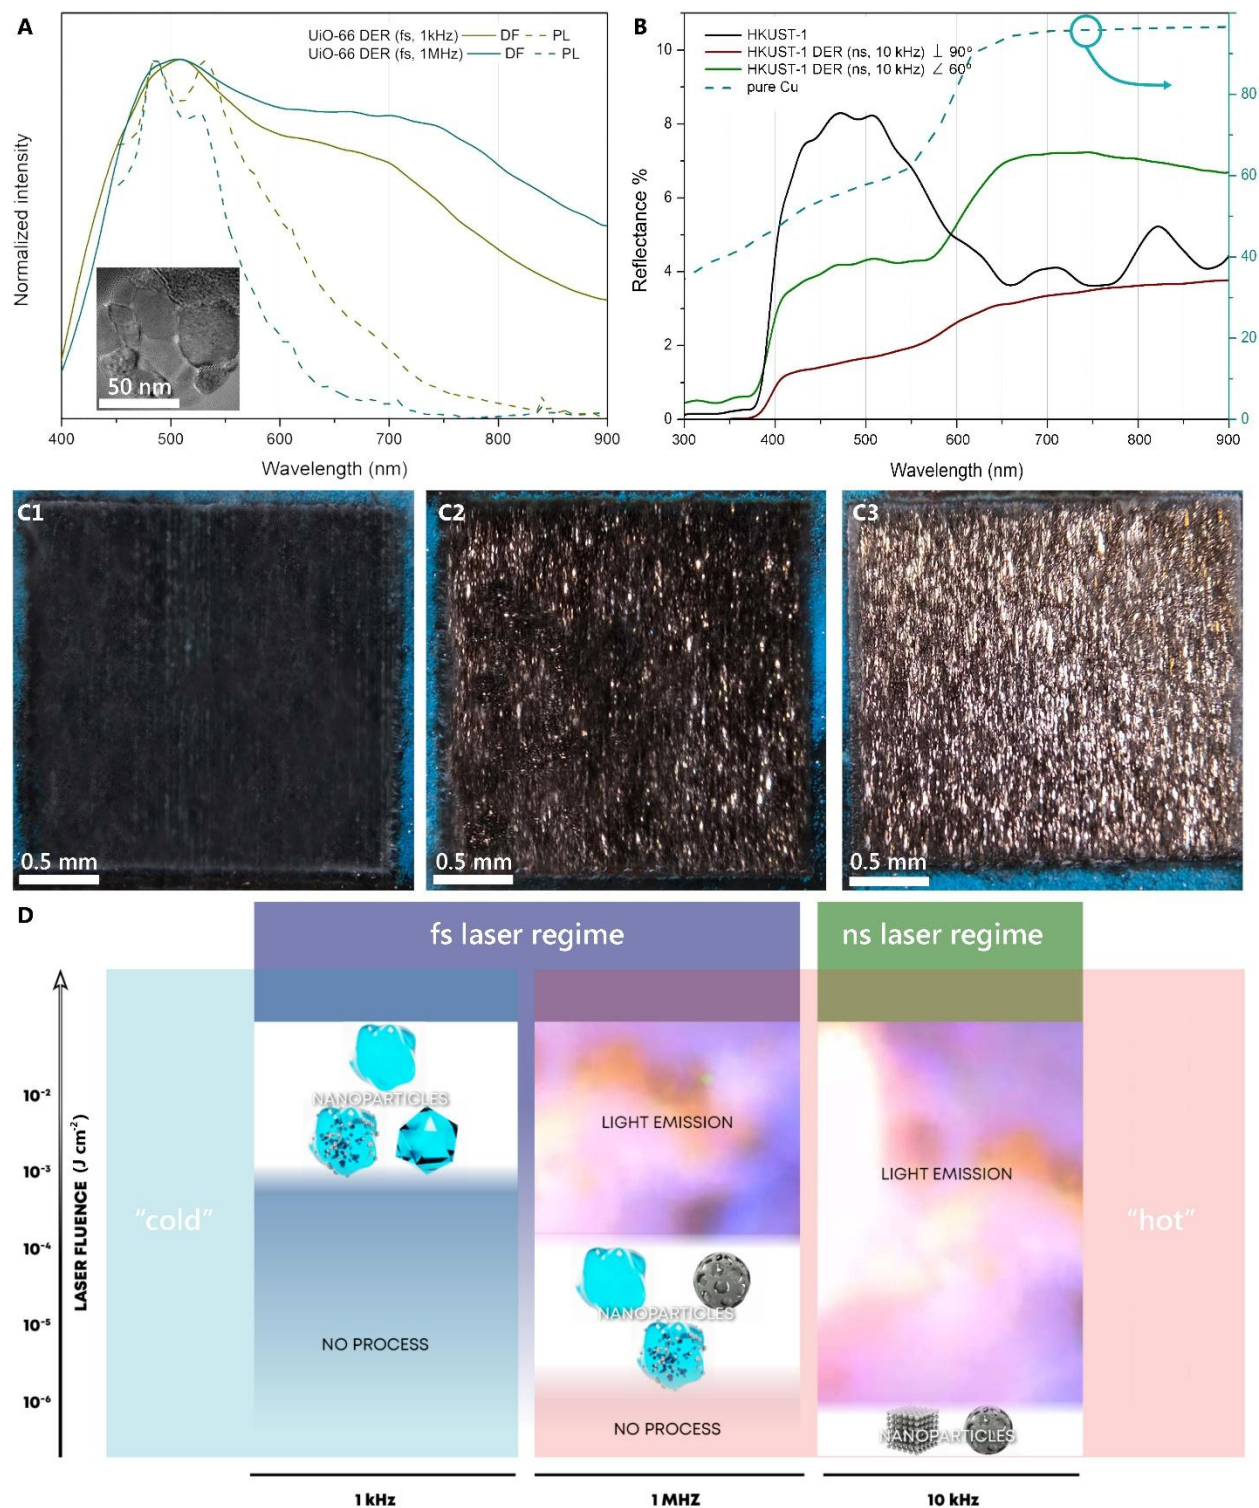 A
UiO-66 DER (fs, 1kHz) DF PL
UiO-66 DER (fs, 1MHz) DF PL
Normalized intensity
50 nm
400 500 600 700 800 900
Wavelength (nm)
B
HKUST-1
HKUST-1 DER (ns, 10 kHz) ⊥ 90°
HKUST-1 DER (ns, 10 kHz) ∠ 60°
pure Cu
Reflectance %
10
8
6
4
2
0
80
60
40
20
0
300 400 500 600 700 800 900
Wavelength (nm)
C1
0.5 mm
C2
0.5 mm
C3
0.5 mm
D
fs laser regime
ns laser regime
LASER FLUENCE (J cm⁻²)
10⁻²
10⁻³
10⁻⁴
10⁻⁵
10⁻⁶
"cold"
NANOPARTICLES
NO PROCESS
LIGHT EMISSION
NANOPARTICLES
NO PROCESS
LIGHT EMISSION
NANOPARTICLES
"hot"
1 kHz
1 MHZ
10 kHz